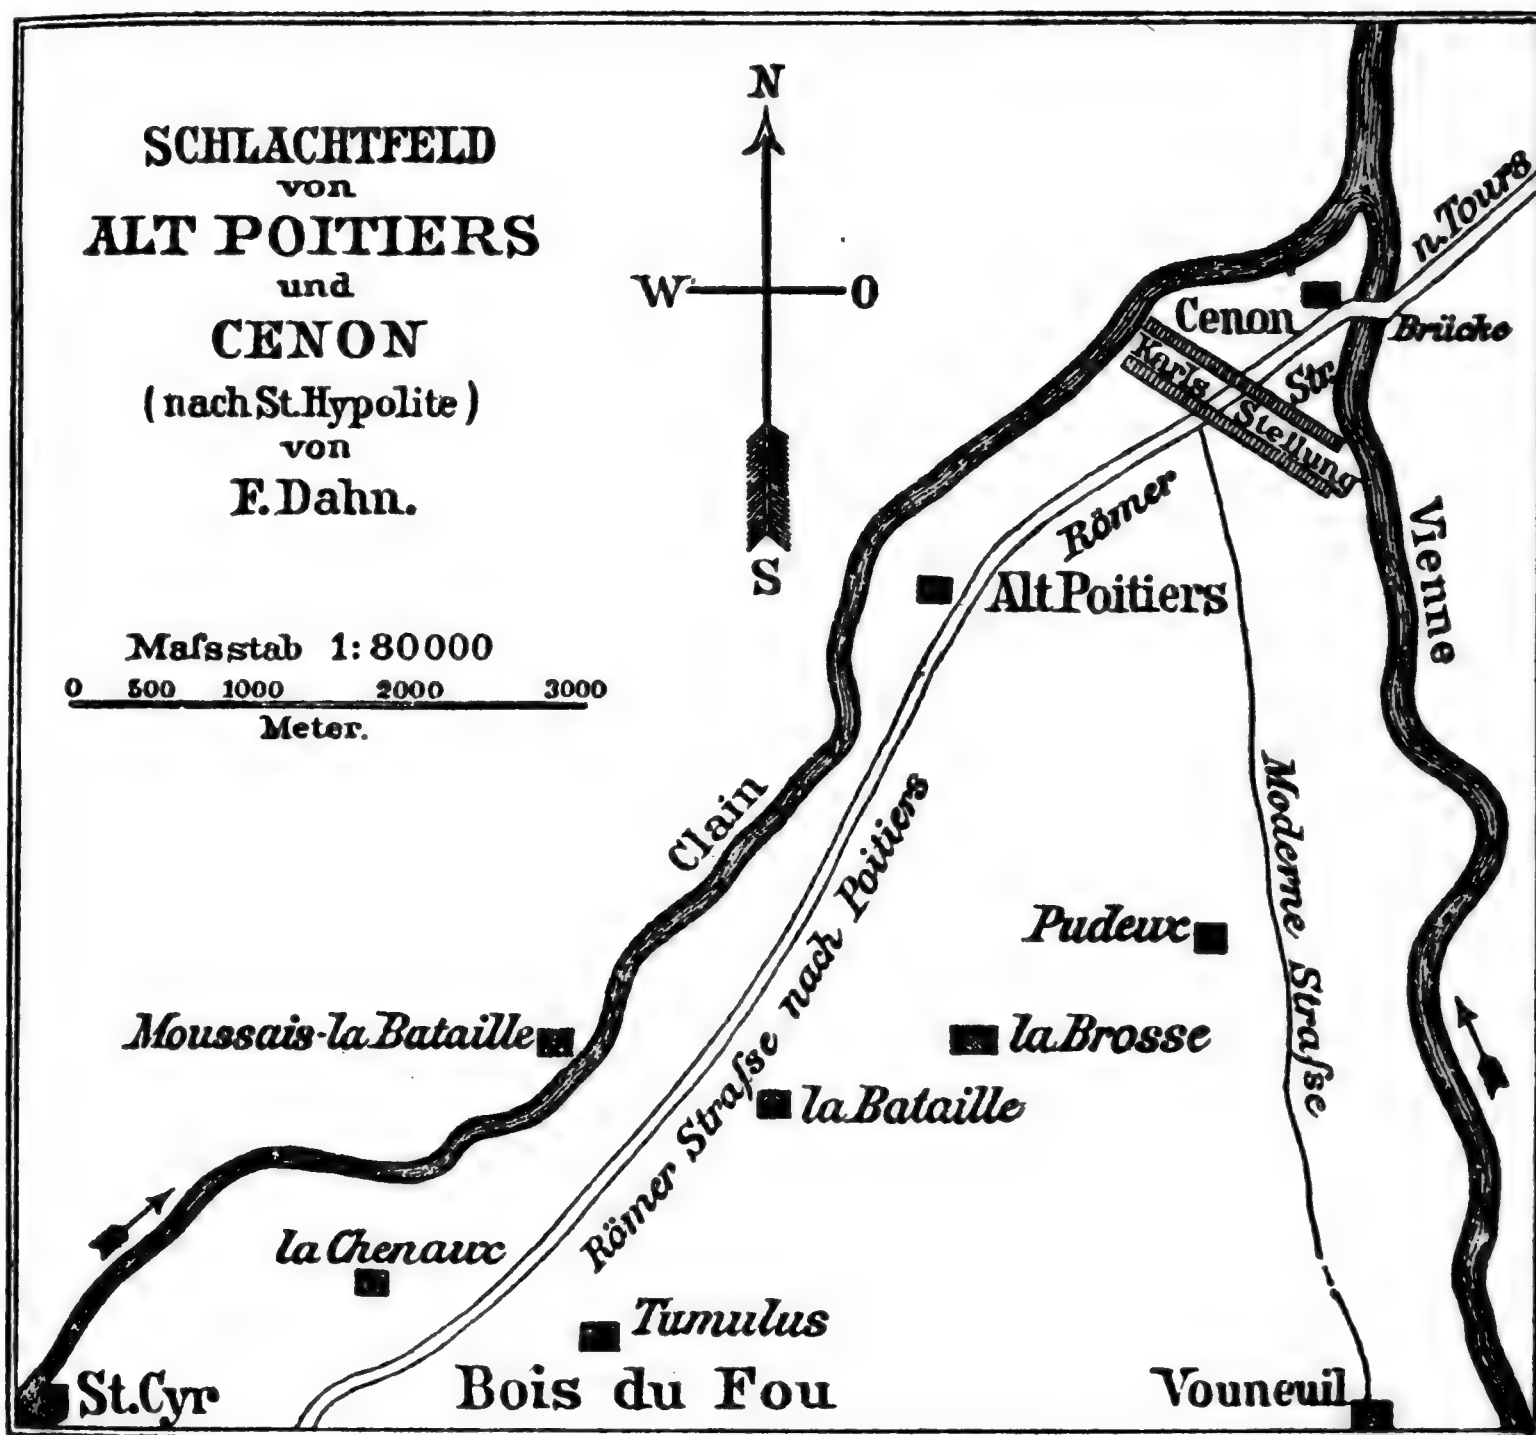 SCHLACHTFELD
von
ALT POITIERS
und
CENON
(nach St. Hypolite)
von
F. Dahn.
N
W O
S
Maſsstab 1:80000
0 500 1000 2000 3000
Meter.
n. Tours
Cenon
Brücke
Karls Stellung
Römer Str.
Alt Poitiers
Vienne
Clain
Römer Straſse nach Poitiers
Moderne Straſse
Pudeux
Moussais-la Bataille
la Brosse
la Bataille
la Chenaux
Tumulus
St. Cyr
Bois du Fou
Vouneuil